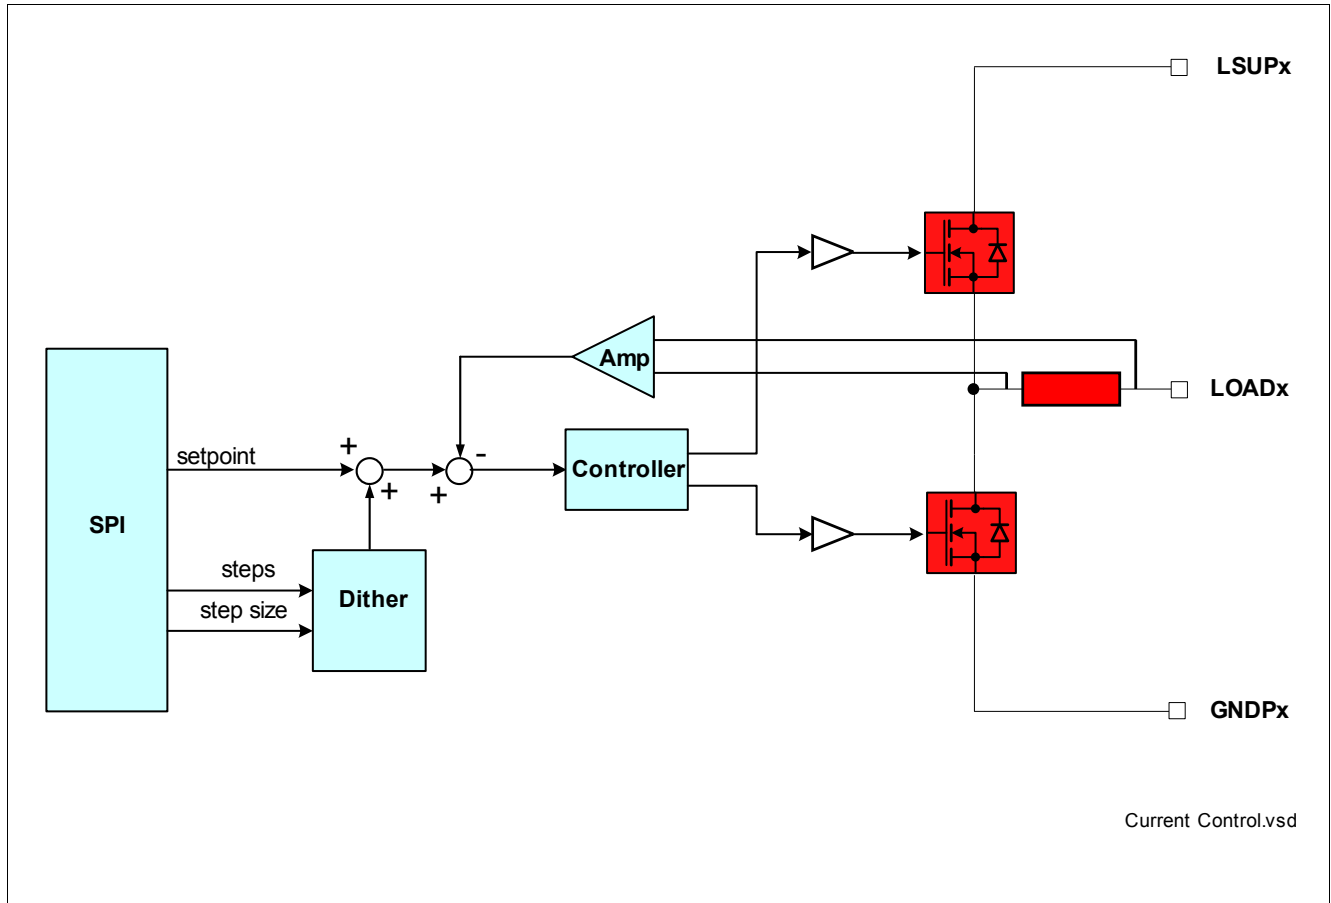 LSUPx
Amp
LOADx
+
-
setpoint
Controller
+
+
SPI
steps
Dither
step size
GNDPx
Current Control.vsd